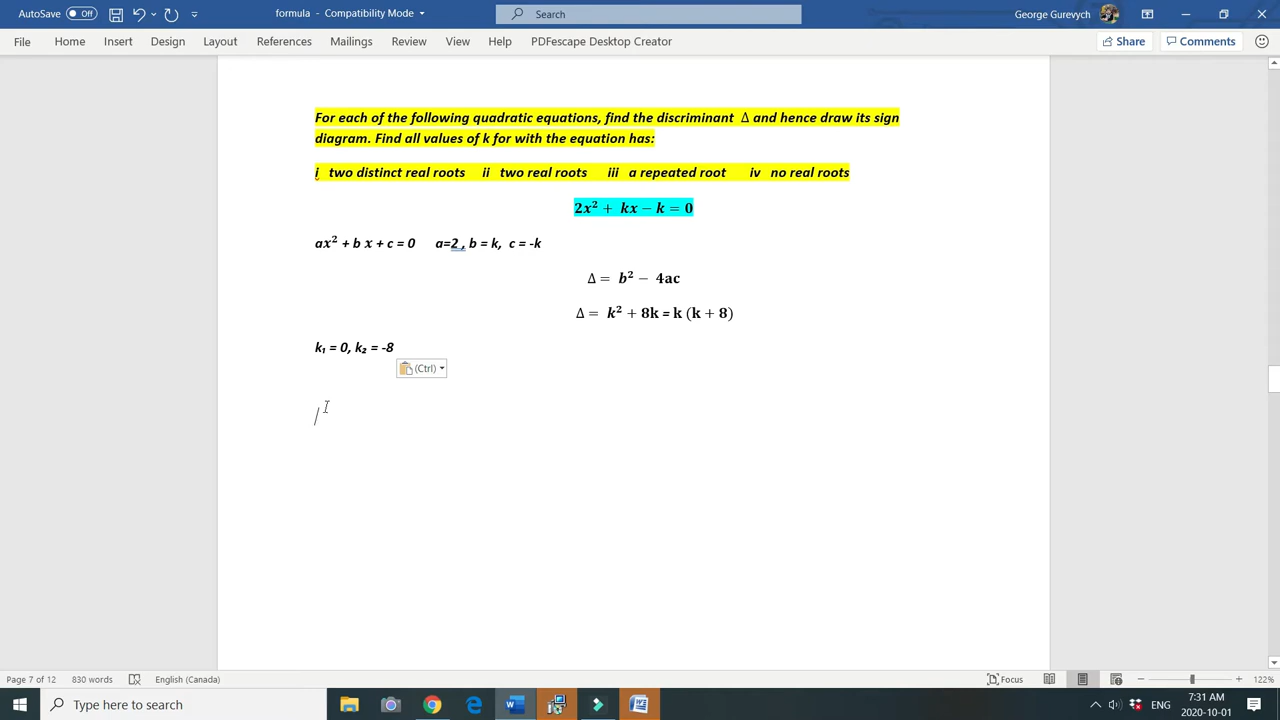 AutoSave Off formula - Compatibility Mode Search George Gurevych
File Home Insert Design Layout References Mailings Review View Help PDFescape Desktop Creator Share Comments
For each of the following quadratic equations, find the discriminant Δ and hence draw its sign
diagram. Find all values of k for with the equation has:
i two distinct real roots ii two real roots iii a repeated root iv no real roots
2x² + kx − k = 0
ax² + b x + c = 0 a=2 , b = k, c = -k
Δ = b² − 4ac
Δ = k² + 8k = k (k + 8)
k₁ = 0, k₂ = -8
(Ctrl)
Page 7 of 12 830 words English (Canada) Focus 122%
Type here to search ENG 7:31 AM
2020-10-01